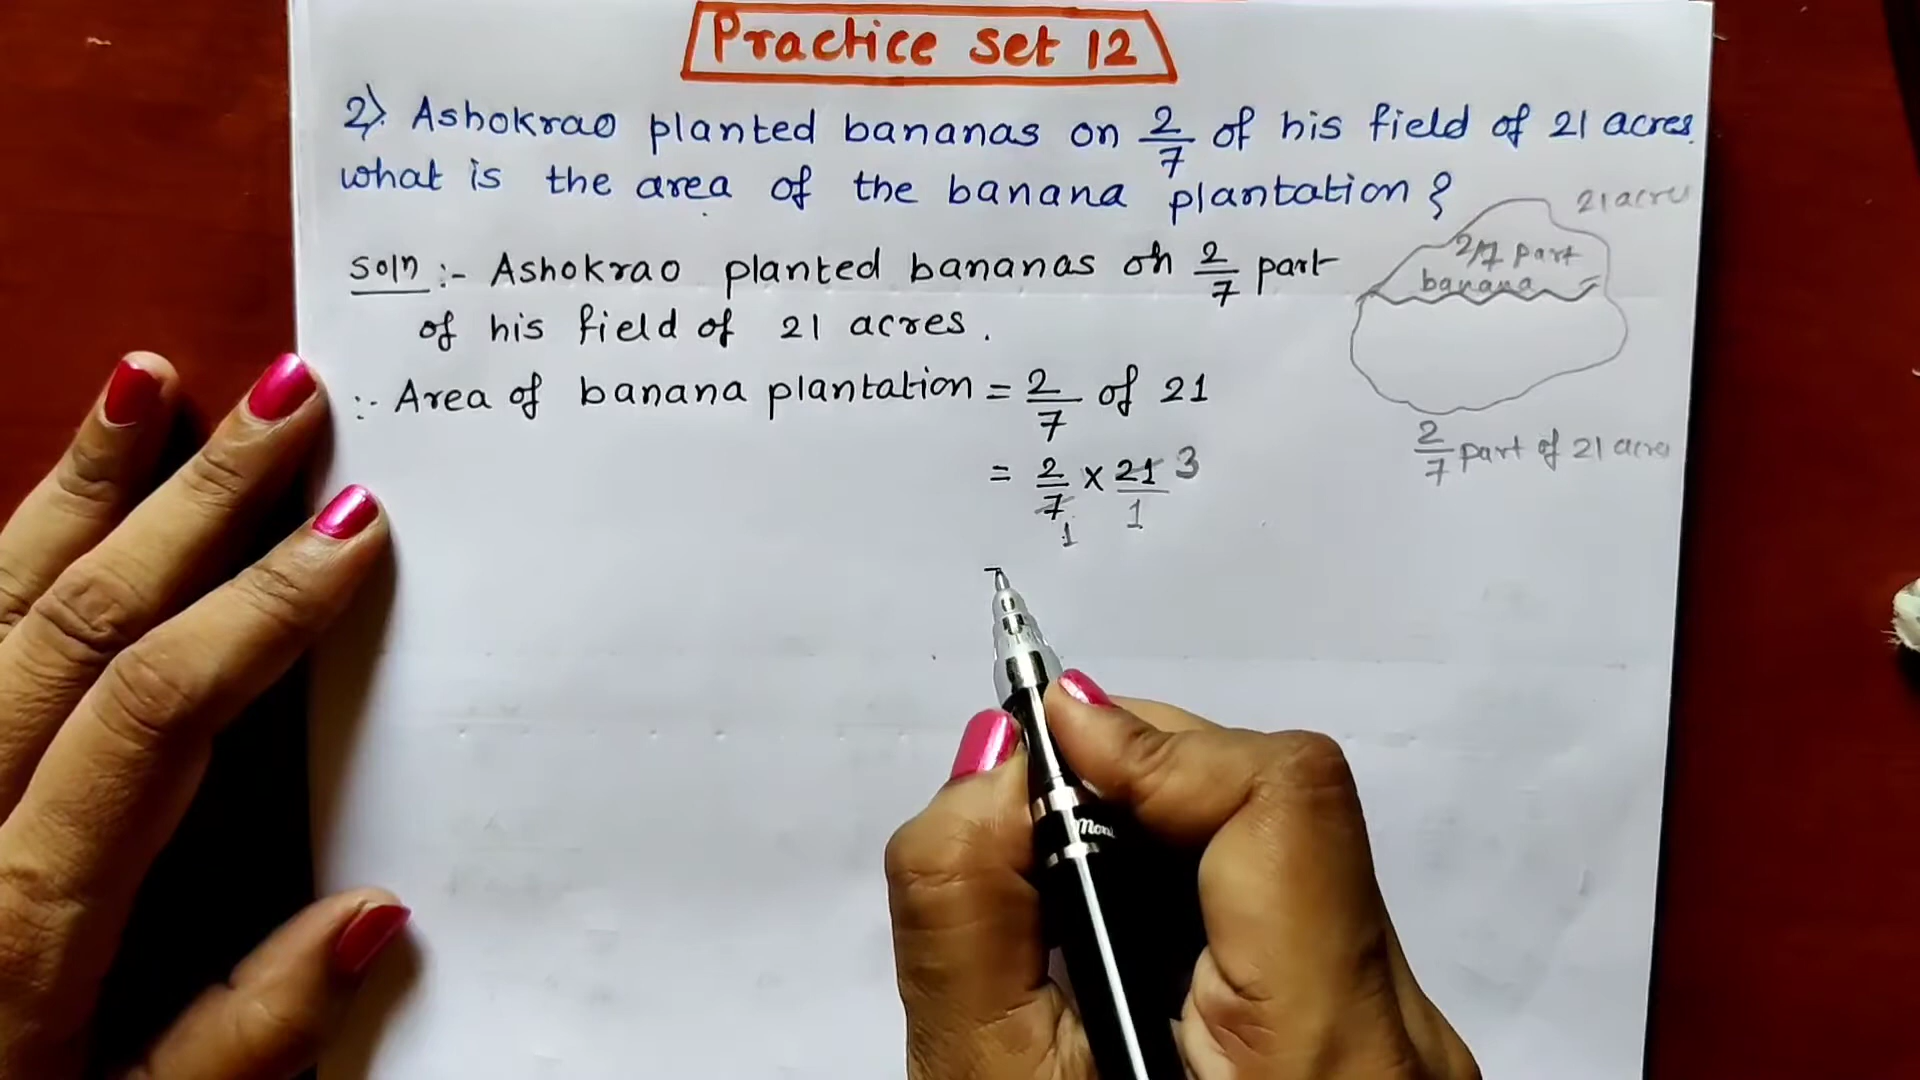 Practice Set 12
2). Ashokrao planted bananas on 2/7 of his field of 21 acres.
what is the area of the banana plantation ?
21 acres
2/7 part
banana
Soln :- Ashokrao planted bananas on 2/7 part
of his field of 21 acres.
:- Area of banana plantation = 2/7 of 21
2/7 part of 21 acre
= 2/7 × 21/1 3
1